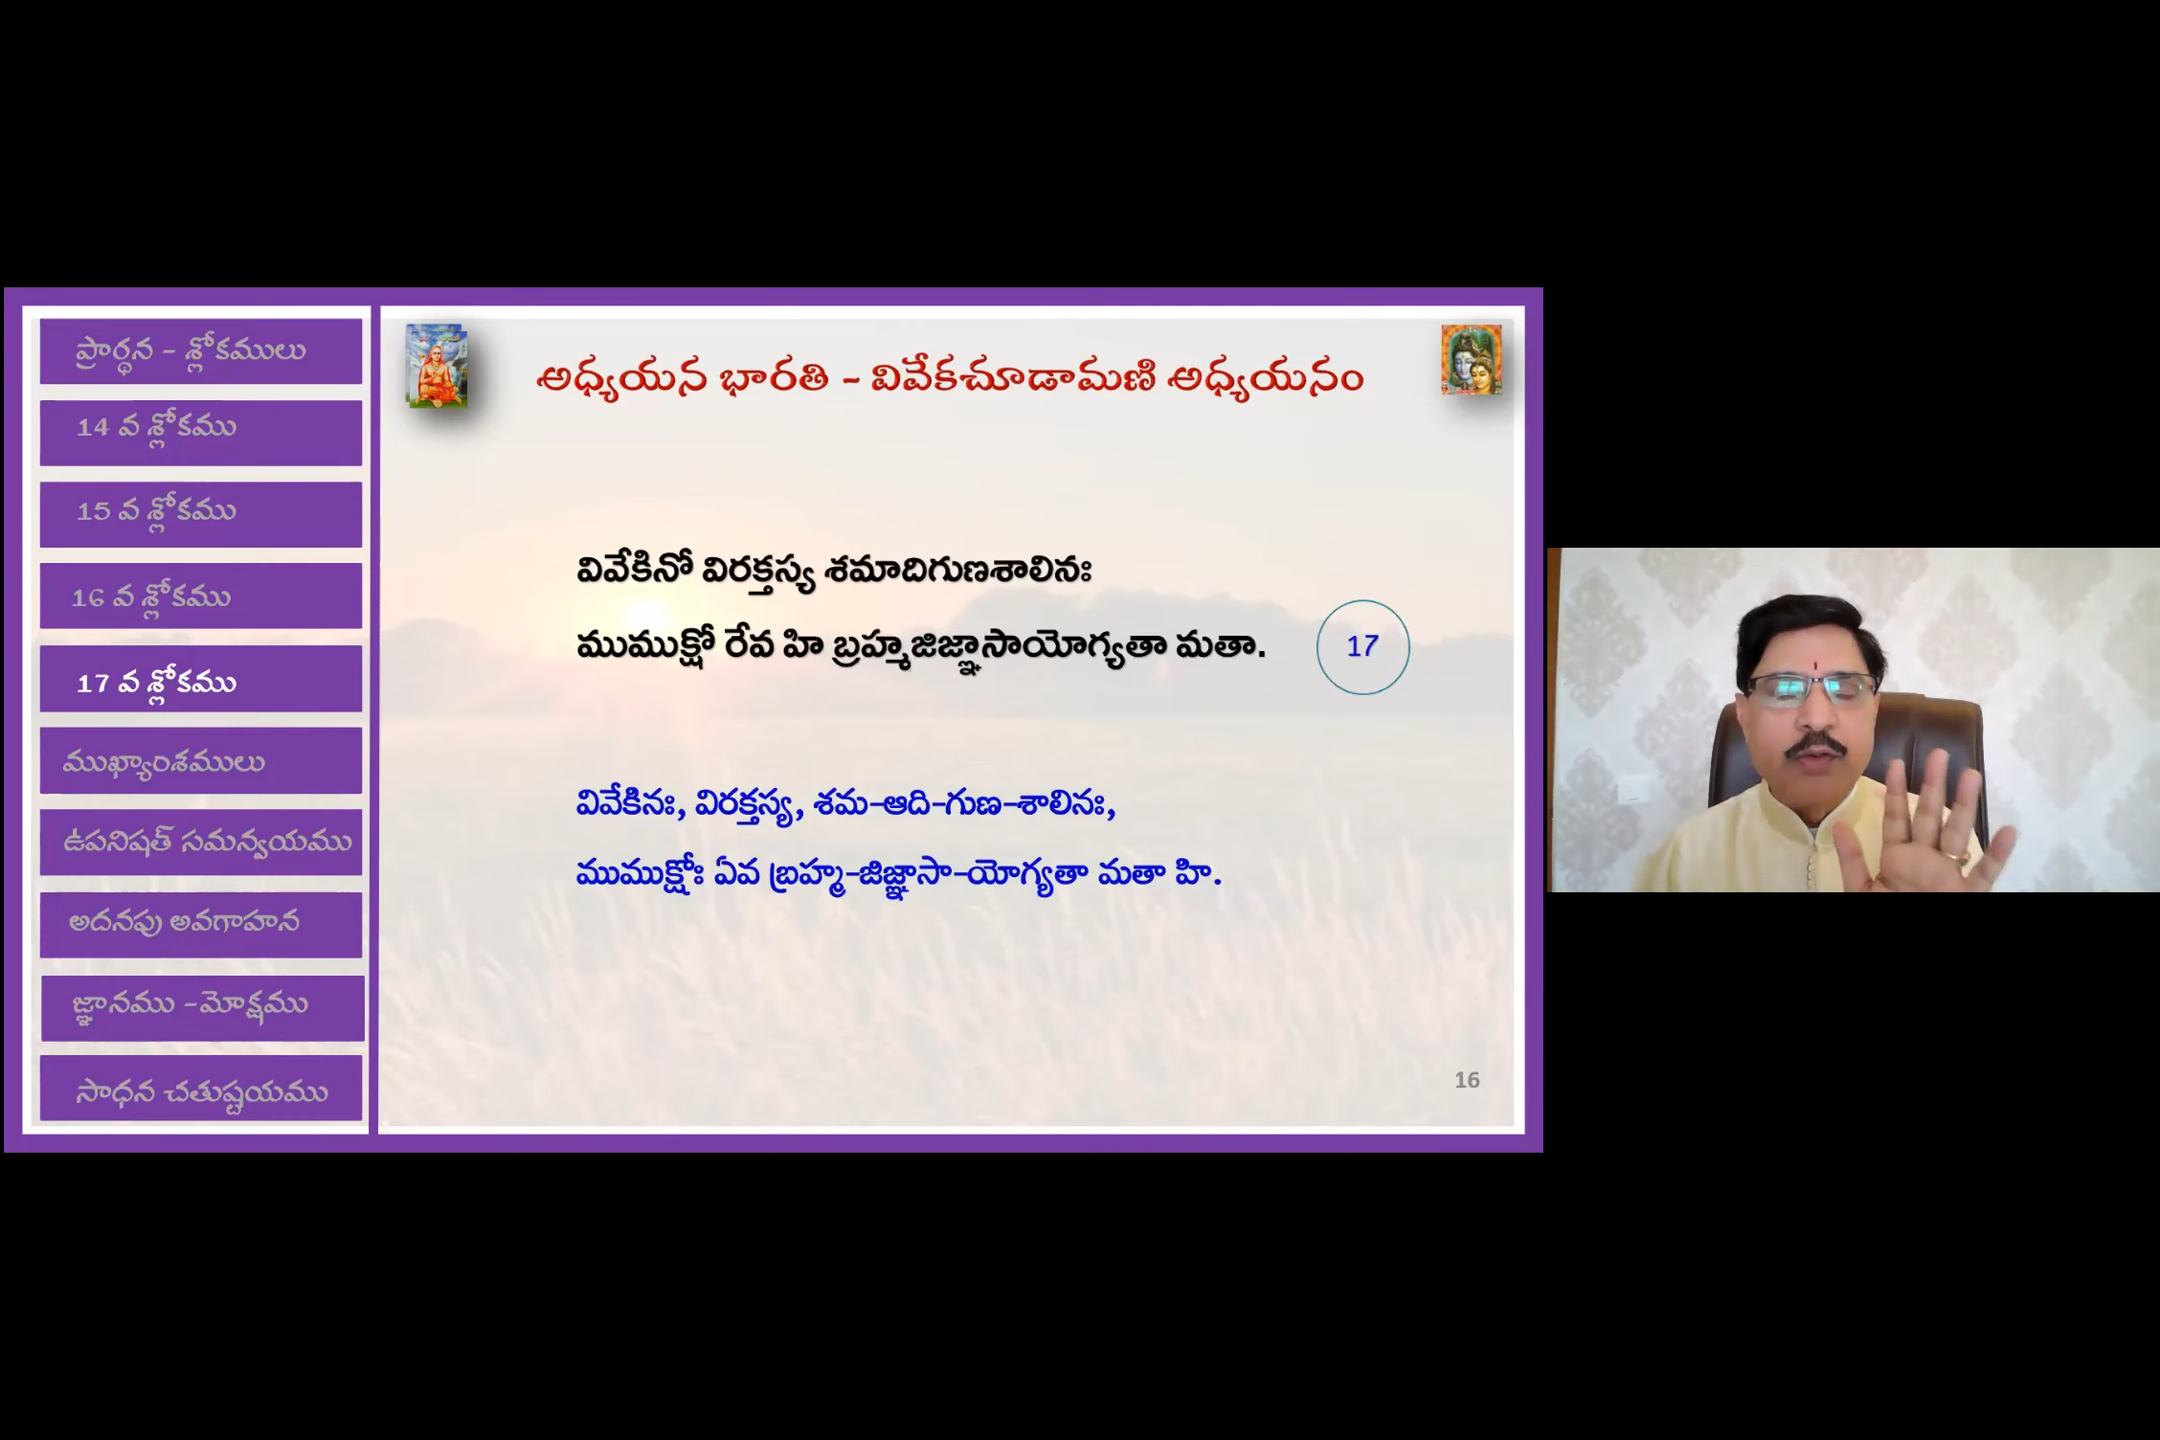 ప్రార్థన - శ్లోకములు
14 వ శ్లోకము
15 వ శ్లోకము
16 వ శ్లోకము
17 వ శ్లోకము
ముఖ్యాంశములు
ఉపనిషత్ సమన్వయము
అదనపు అవగాహన
జ్ఞానము -మోక్షము
సాధన చతుష్టయము
అధ్యయన భారతి - వివేకచూడామణి అధ్యయనం
వివేకినో విరక్తస్య శమాదిగుణశాలినః
ముముక్షో రేవ హి బ్రహ్మజిజ్ఞాసాయోగ్యతా మతా.
17
వివేకినః, విరక్తస్య, శమ-ఆది-గుణ-శాలినః,
ముముక్షోః ఏవ బ్రహ్మ-జిజ్ఞాసా-యోగ్యతా మతా హి.
16